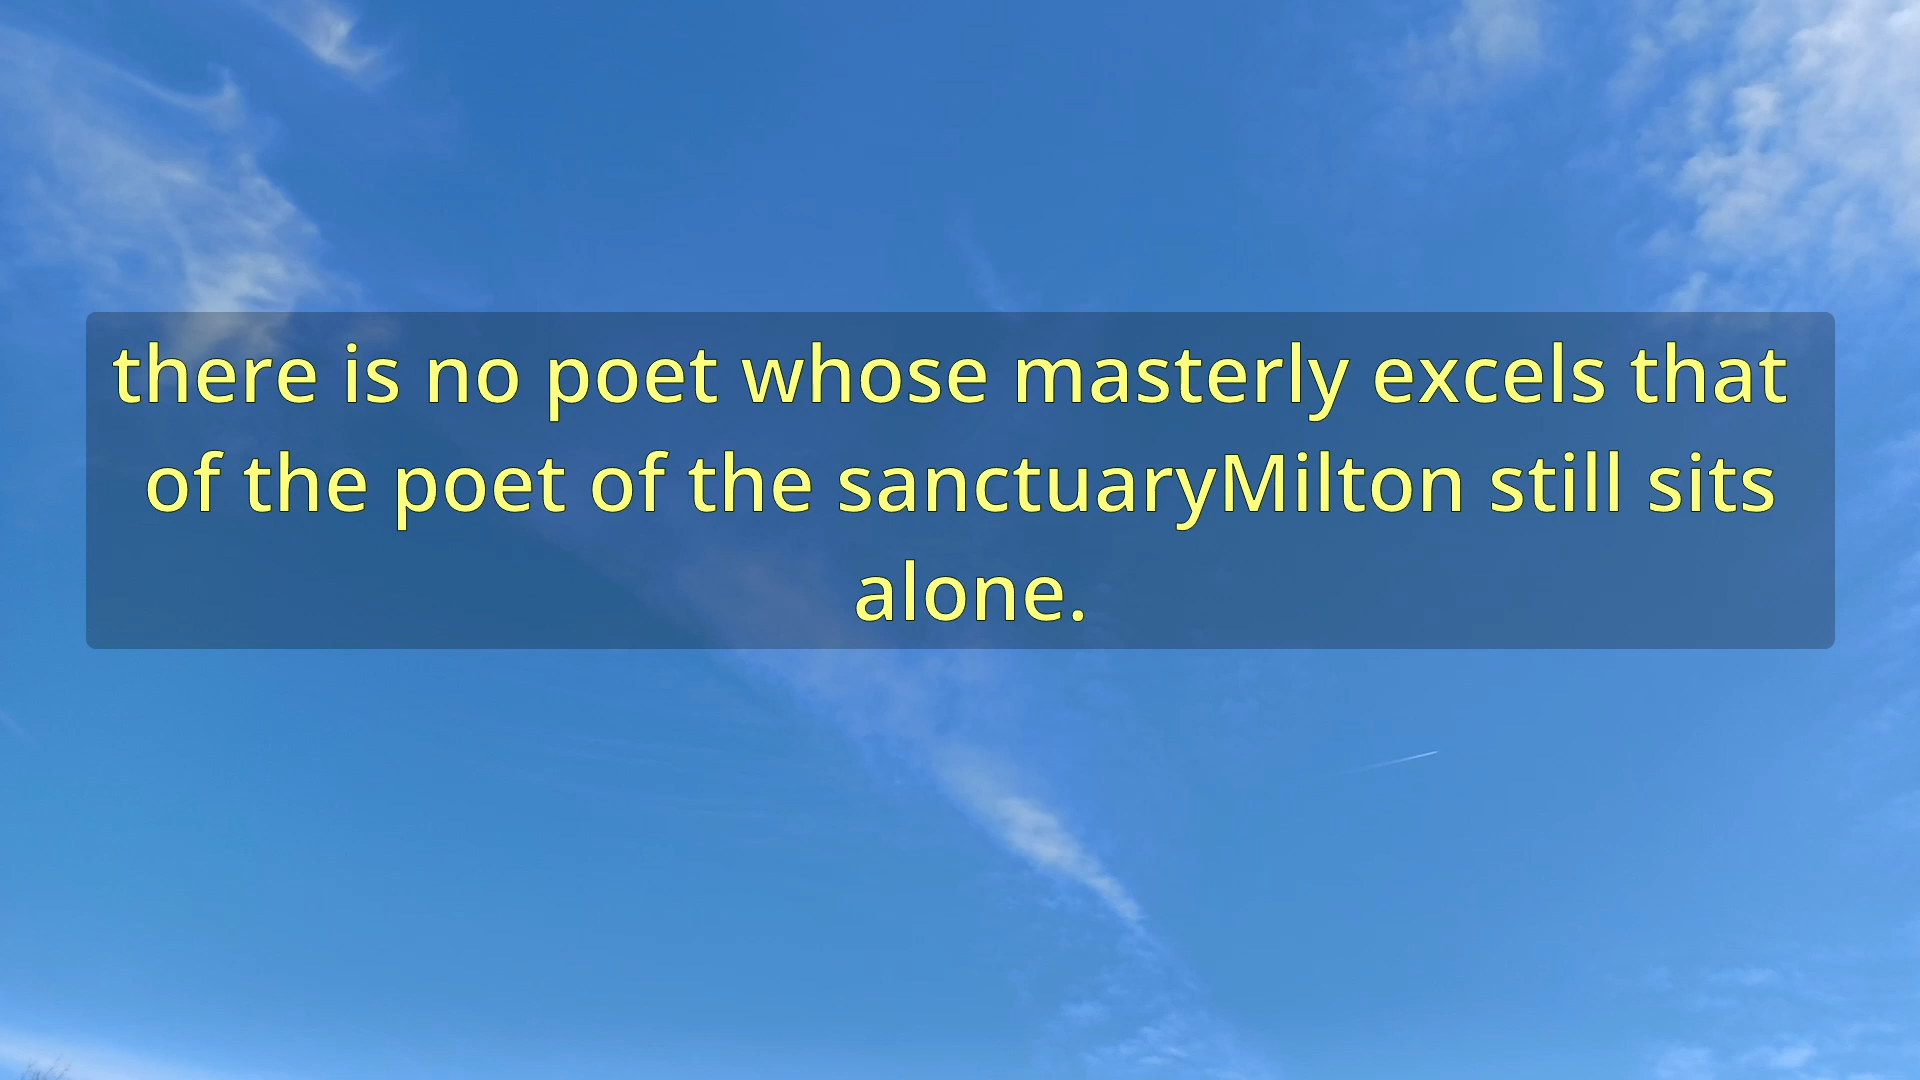 there is no poet whose masterly excels that
of the poet of the sanctuaryMilton still sits
alone.